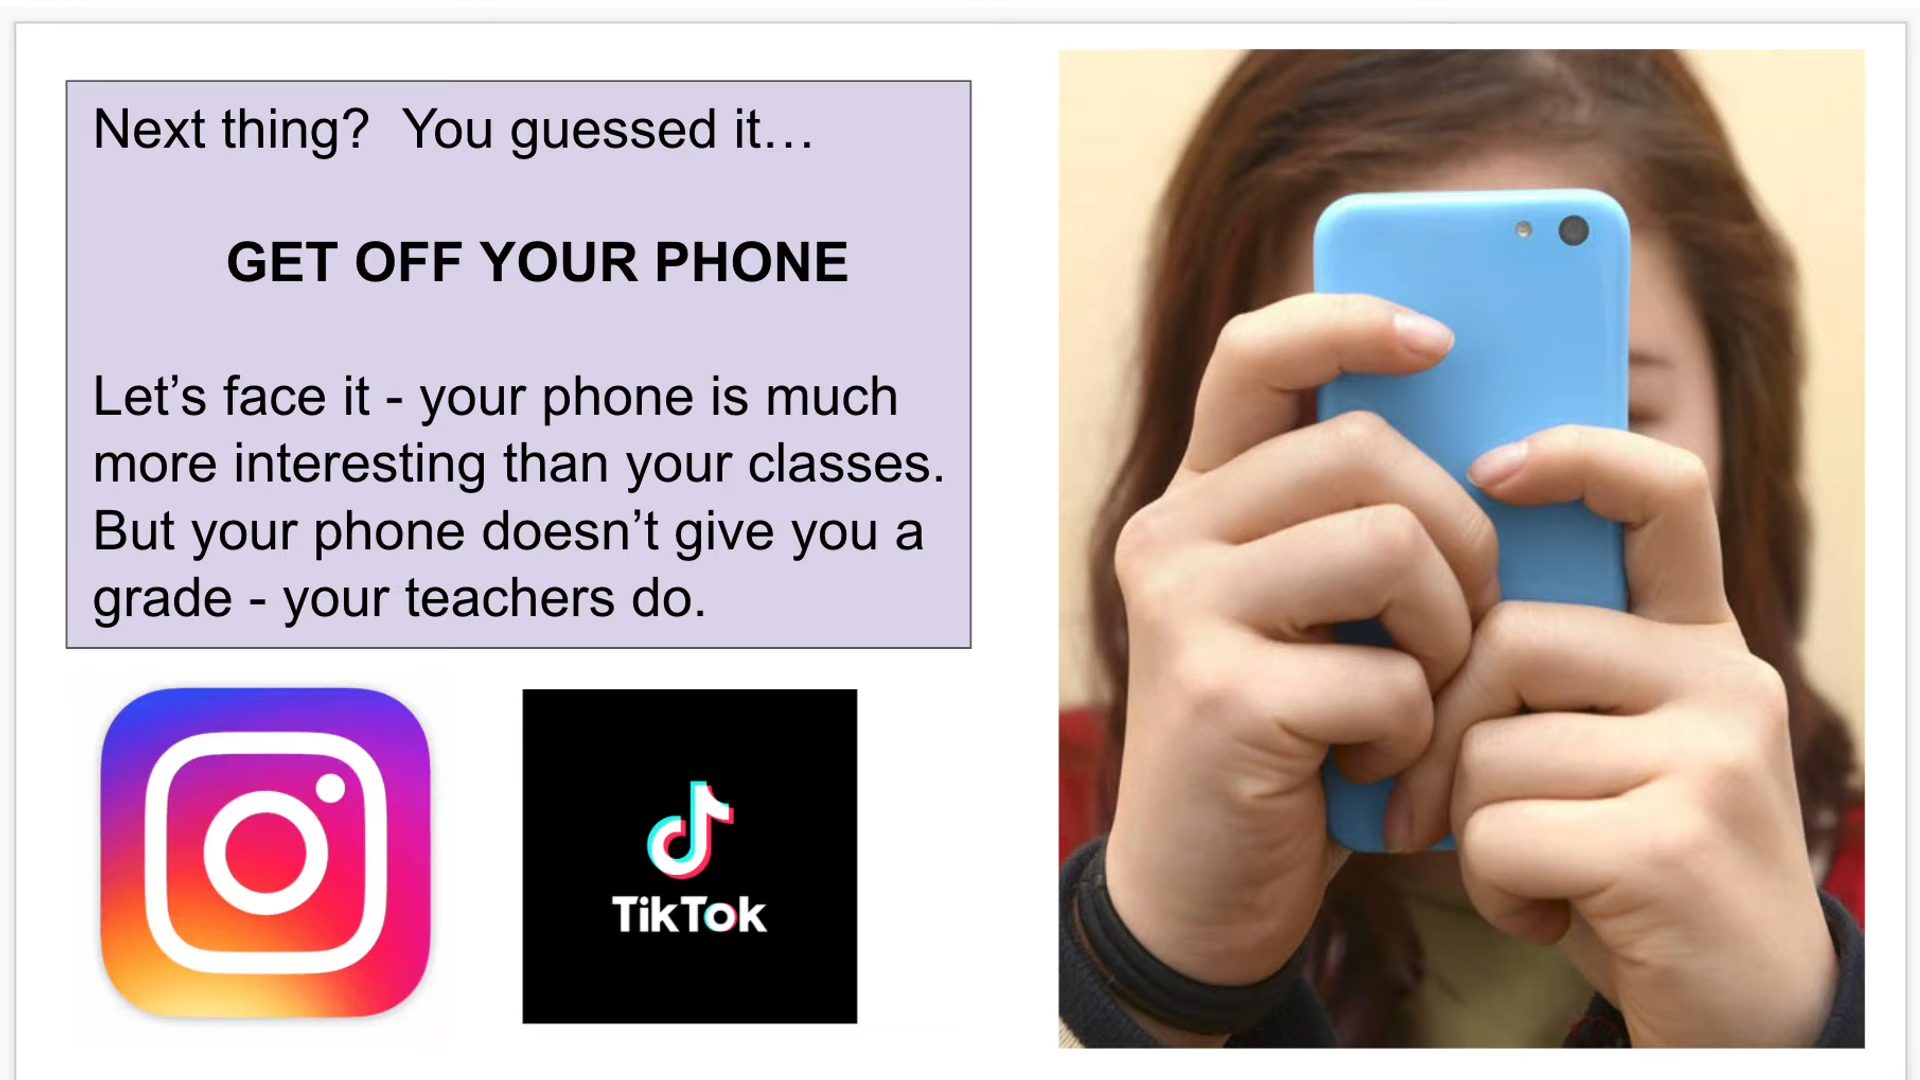 Next thing?  You guessed it…
GET OFF YOUR PHONE
Let’s face it - your phone is much
more interesting than your classes.
But your phone doesn’t give you a
grade - your teachers do.
TikTok